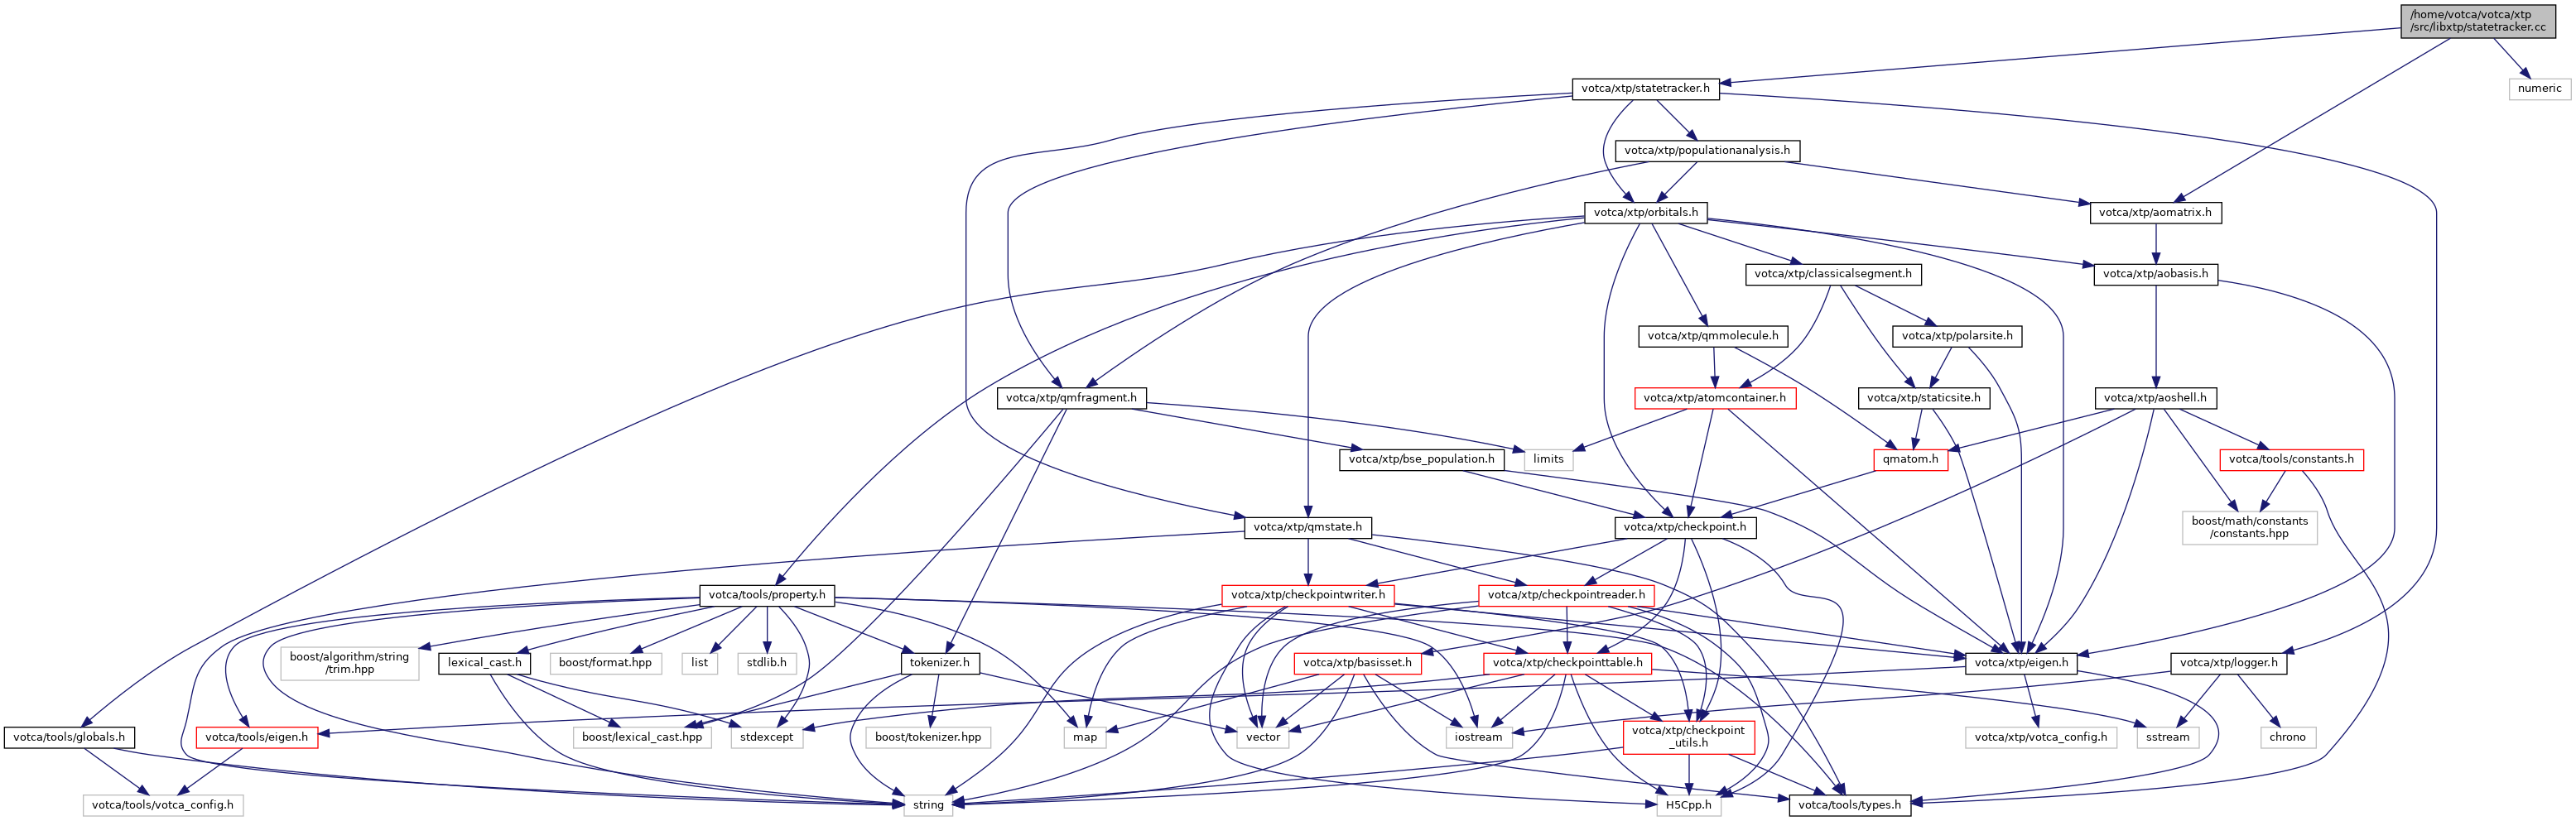 /home/votca/votca/xtp
/src/libxtp/statetracker.cc
votca/xtp/statetracker.h
numeric
votca/xtp/populationanalysis.h
votca/xtp/orbitals.h
votca/xtp/aomatrix.h
votca/xtp/classicalsegment.h
votca/xtp/aobasis.h
votca/xtp/qmmolecule.h
votca/xtp/polarsite.h
votca/xtp/qmfragment.h
votca/xtp/atomcontainer.h
votca/xtp/staticsite.h
votca/xtp/aoshell.h
votca/xtp/bse_population.h
limits
qmatom.h
votca/tools/constants.h
votca/xtp/qmstate.h
votca/xtp/checkpoint.h
boost/math/constants
/constants.hpp
votca/tools/property.h
votca/xtp/checkpointwriter.h
votca/xtp/checkpointreader.h
boost/algorithm/string
/trim.hpp
lexical_cast.h
boost/format.hpp
list
stdlib.h
tokenizer.h
votca/xtp/basisset.h
votca/xtp/checkpointtable.h
votca/xtp/eigen.h
votca/xtp/logger.h
votca/tools/globals.h
votca/tools/eigen.h
boost/lexical_cast.hpp
stdexcept
boost/tokenizer.hpp
map
vector
iostream
votca/xtp/checkpoint
_utils.h
votca/xtp/votca_config.h
sstream
chrono
votca/tools/votca_config.h
string
H5Cpp.h
votca/tools/types.h